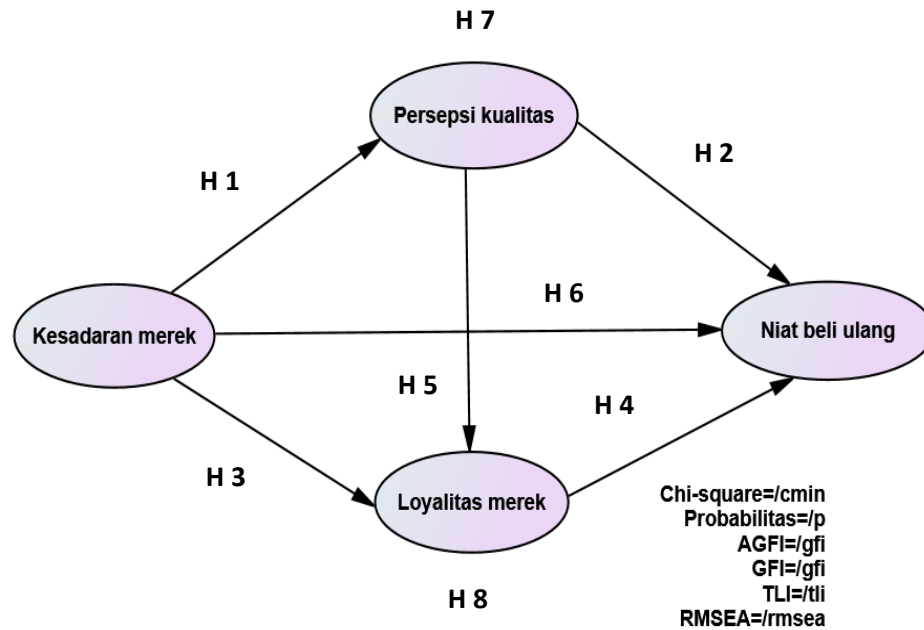 H 7
Persepsi kualitas
H 2
H 1
H 6
Kesadaran merek
Niat beli ulang
H 5
H 4
H 3
Loyalitas merek
Chi-square=/cmin
Probabilitas=/p
AGFI=/gfi
GFI=/gfi
TLI=/tli
RMSEA=/rmsea
H 8